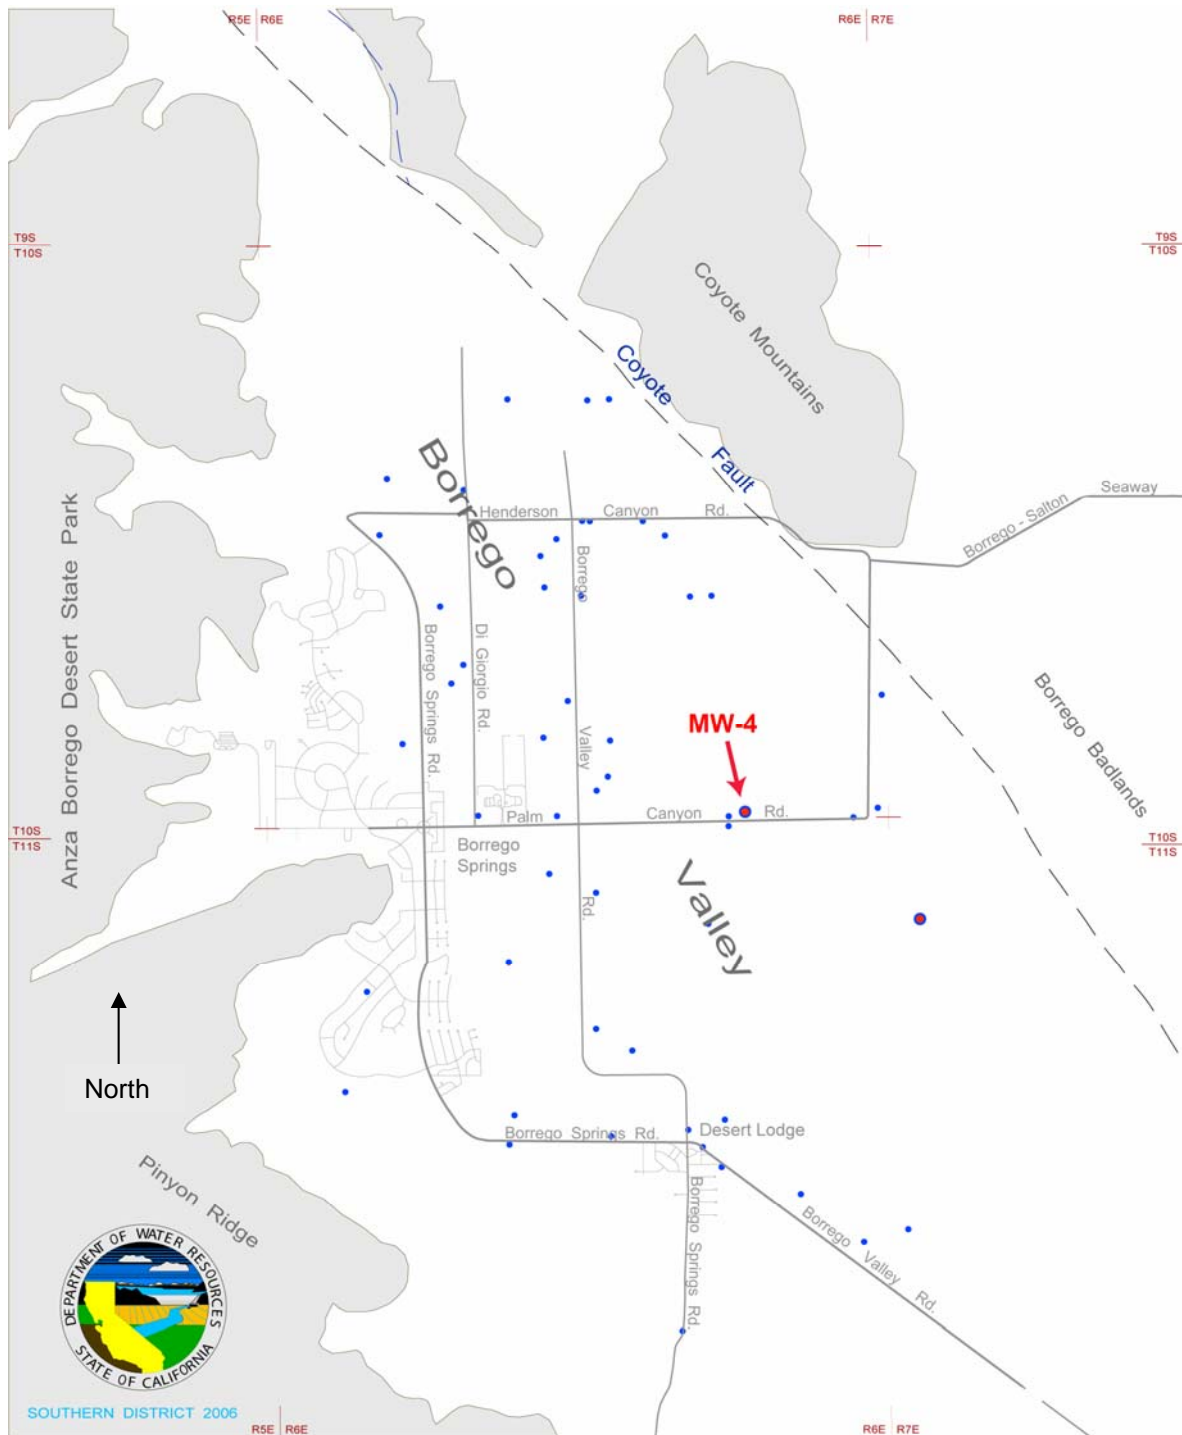 R5E R6E
R6E R7E
T9S
T10S
T9S
T10S
Coyote Mountains
Coyote
Fault
Borrego
Seaway
Borrego - Salton
Henderson Canyon Rd.
Anza Borrego Desert State Park
Borrego
Valley
Rd.
Borrego Springs Rd.
Di Giorgio Rd.
Borrego Badlands
MW-4
Palm Canyon Rd.
T10S
T11S
T10S
T11S
Borrego
Springs
Valley
North
Borrego Springs Rd.
Desert Lodge
Pinyon Ridge
Borrego Springs Rd.
Borrego Valley Rd.
DEPARTMENT OF WATER RESOURCES
STATE OF CALIFORNIA
SOUTHERN DISTRICT 2006
R5E R6E
R6E R7E